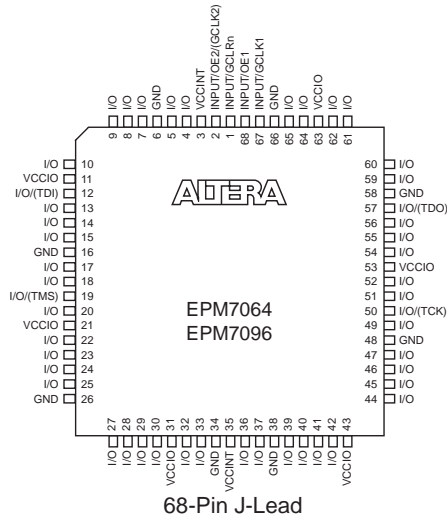 I/O
I/O
I/O
GND
I/O
I/O
VCCINT
INPUT/OE2/(GCLK2)
INPUT/GCLRn
INPUT/OE1
INPUT/GCLK1
GND
I/O
I/O
VCCIO
I/O
I/O
9 8 7 6 5 4 3 2 1 68 67 66 65 64 63 62 61
I/O 10
VCCIO 11
I/O/(TDI) 12
I/O 13
I/O 14
I/O 15
GND 16
I/O 17
I/O 18
I/O/(TMS) 19
I/O 20
VCCIO 21
I/O 22
I/O 23
I/O 24
I/O 25
GND 26
ALTERA
EPM7064
EPM7096
60 I/O
59 I/O
58 GND
57 I/O/(TDO)
56 I/O
55 I/O
54 I/O
53 VCCIO
52 I/O
51 I/O
50 I/O/(TCK)
49 I/O
48 GND
47 I/O
46 I/O
45 I/O
44 I/O
27 28 29 30 31 32 33 34 35 36 37 38 39 40 41 42 43
I/O
I/O
I/O
I/O
VCCIO
I/O
I/O
GND
VCCINT
I/O
I/O
GND
I/O
I/O
I/O
I/O
VCCIO
68-Pin J-Lead